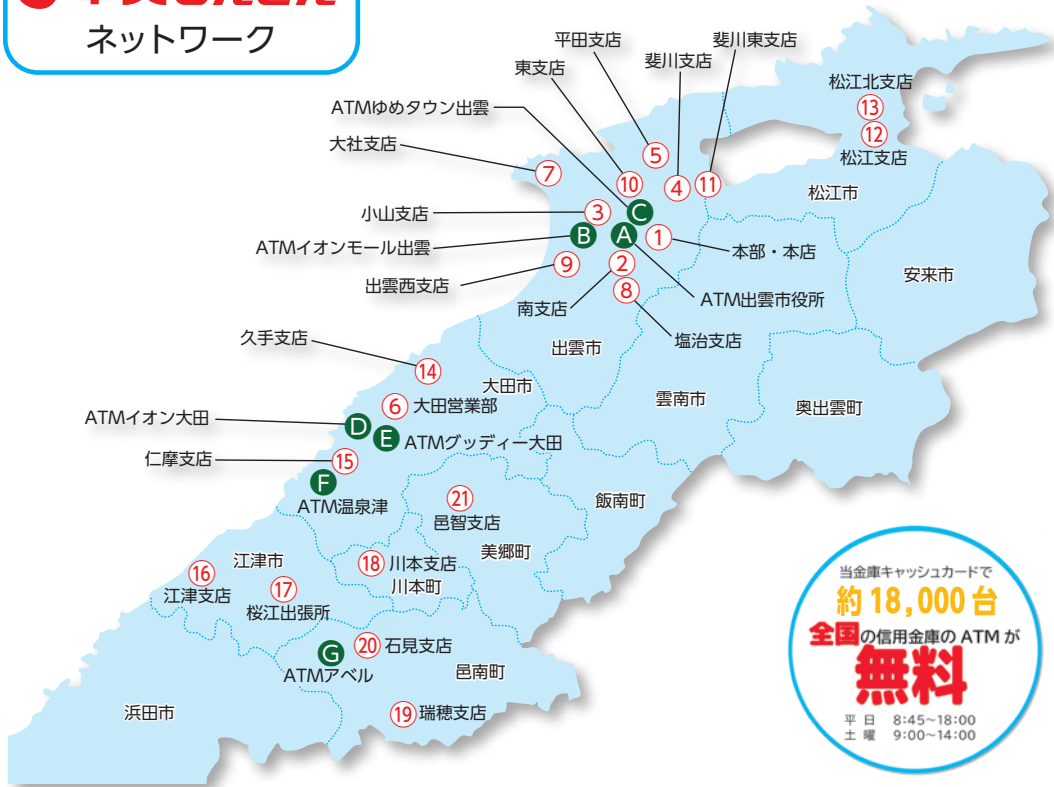 ネットワーク
平田支店
斐川東支店
東支店
斐川支店
松江北支店
ATMゆめタウン出雲
⑬
⑫
大社支店
⑤
松江支店
⑦
⑩
④
⑪
松江市
小山支店
③
C
ATMイオンモール出雲
B
A
①
本部・本店
出雲西支店
⑨
②
安来市
南支店
⑧
ATM出雲市役所
久手支店
出雲市
塩治支店
⑭
大田市
雲南市
奥出雲町
⑥
大田営業部
ATMイオン大田
D
E
ATMグッディー大田
仁摩支店
⑮
F
ATM温泉津
㉑
邑智支店
飯南町
美郷町
江津市
⑱
川本支店
川本町
⑯
江津支店
⑰
桜江出張所
G
ATMアベル
⑳
石見支店
邑南町
浜田市
⑲
瑞穂支店
当金庫キャッシュカードで
約18,000台
全国の信用金庫のATMが
無料
平日 8:45~18:00
土曜 9:00~14:00